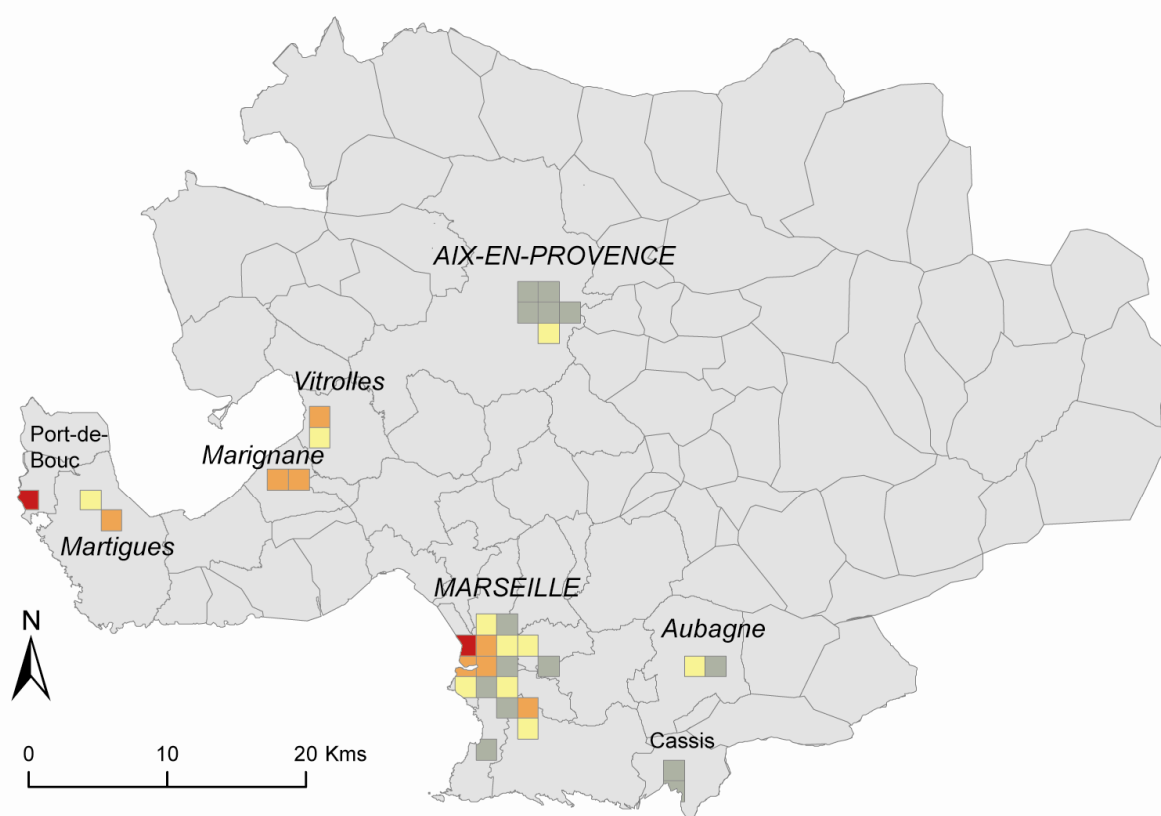 AIX-EN-PROVENCE
Vitrolles
Port-de-
Bouc
Marignane
Martigues
MARSEILLE
N
Aubagne
Cassis
0 10 20 Kms